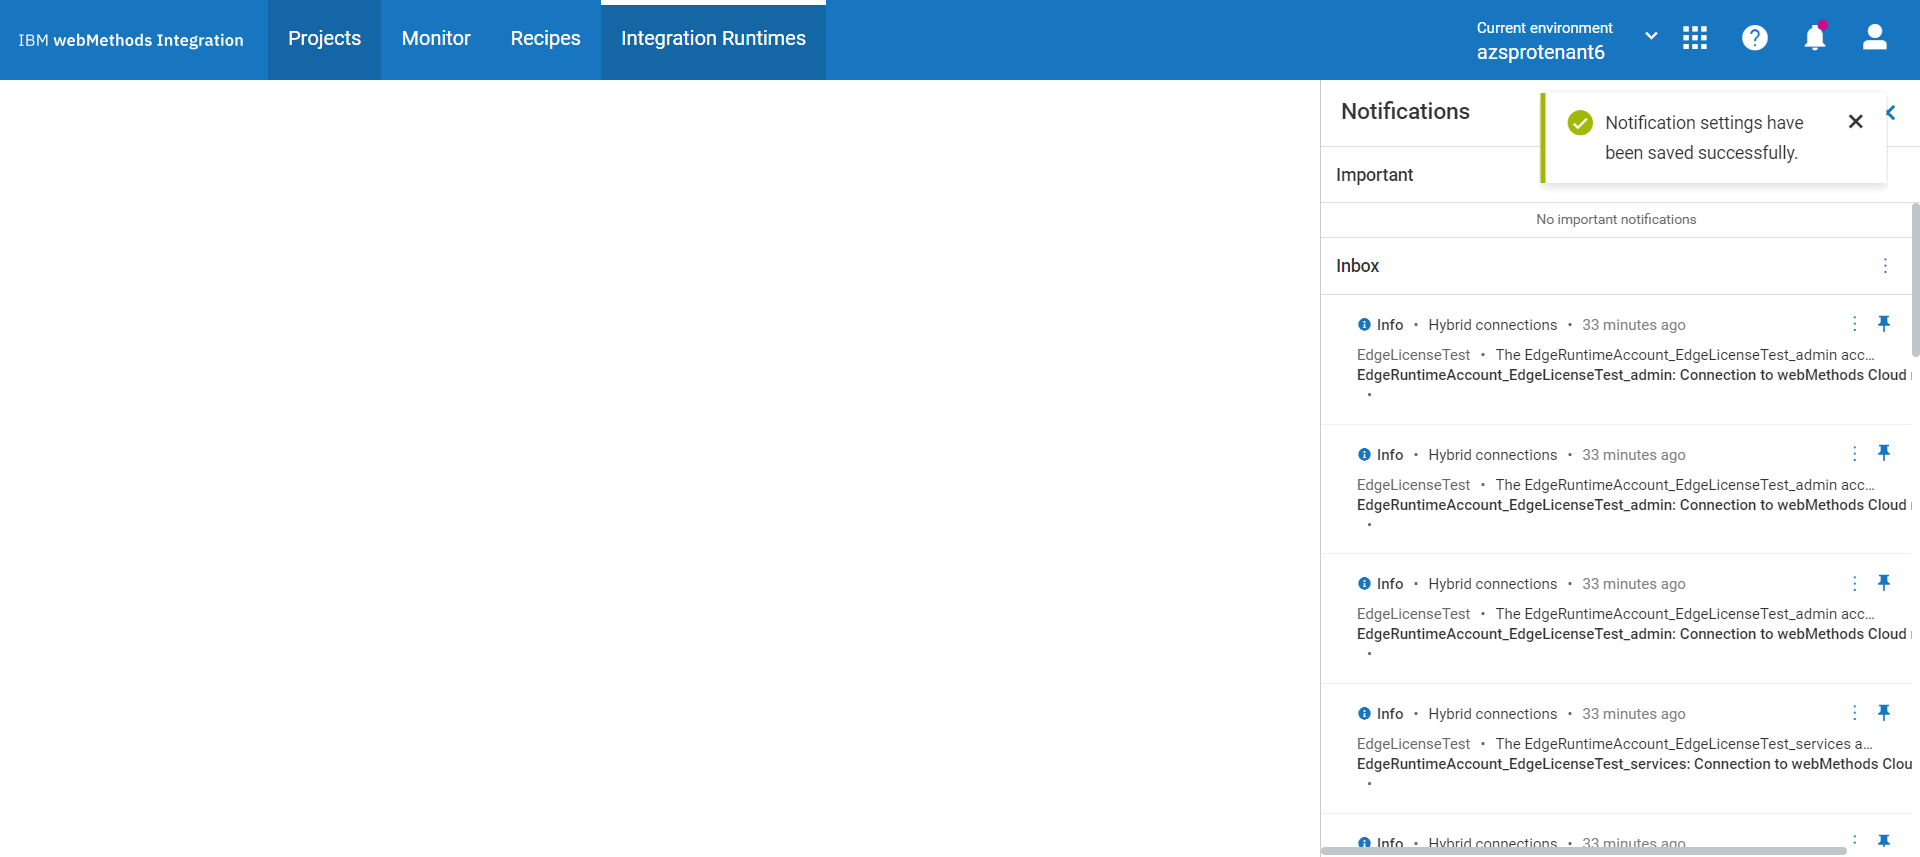 IBM webMethods Integration
Projects
Monitor
Recipes
Integration Runtimes
Current environment
azsprotenant6
Notifications
Notification settings have
been saved successfully.
Important
No important notifications
Inbox
Info • Hybrid connections • 33 minutes ago
EdgeLicenseTest • The EdgeRuntimeAccount_EdgeLicenseTest_admin acc...
EdgeRuntimeAccount_EdgeLicenseTest_admin: Connection to webMethods Cloud
•
Info • Hybrid connections • 33 minutes ago
EdgeLicenseTest • The EdgeRuntimeAccount_EdgeLicenseTest_admin acc...
EdgeRuntimeAccount_EdgeLicenseTest_admin: Connection to webMethods Cloud
•
Info • Hybrid connections • 33 minutes ago
EdgeLicenseTest • The EdgeRuntimeAccount_EdgeLicenseTest_admin acc...
EdgeRuntimeAccount_EdgeLicenseTest_admin: Connection to webMethods Cloud
•
Info • Hybrid connections • 33 minutes ago
EdgeLicenseTest • The EdgeRuntimeAccount_EdgeLicenseTest_services a...
EdgeRuntimeAccount_EdgeLicenseTest_services: Connection to webMethods Clou
•
Info • Hybrid connections • 33 minutes ago